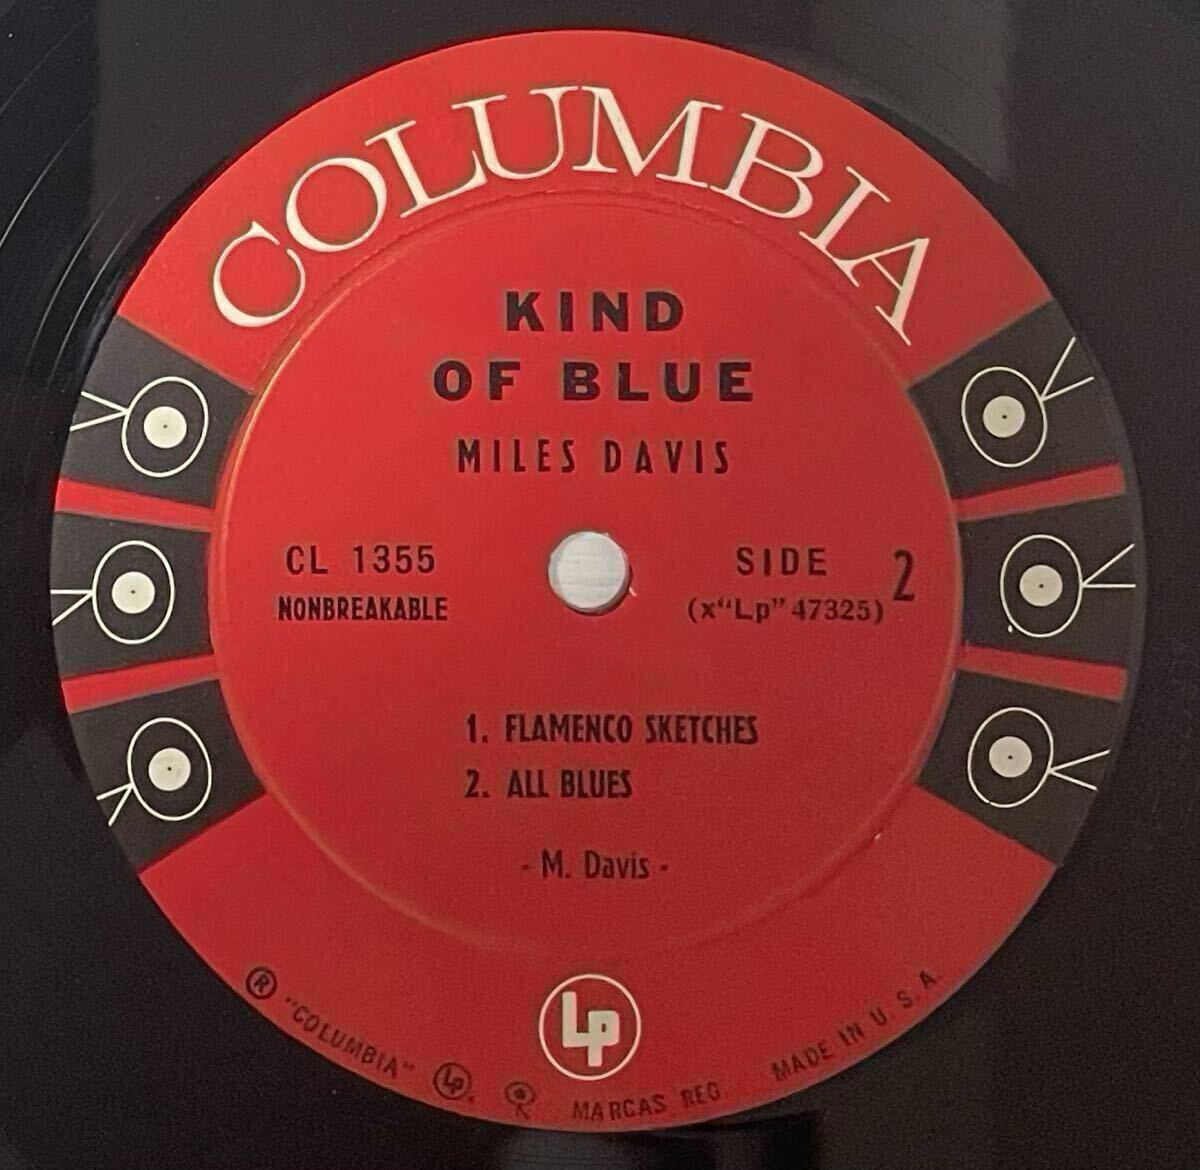 COLUMBIA
KIND
OF BLUE
MILES DAVIS
CL 1355
NONBREAKABLE
SIDE 2
(x"Lp" 47325)
1. FLAMENCO SKETCHES
2. ALL BLUES
- M. Davis -
Lp
® "COLUMBIA" Lp MARCAS REG MADE IN U. S. A.